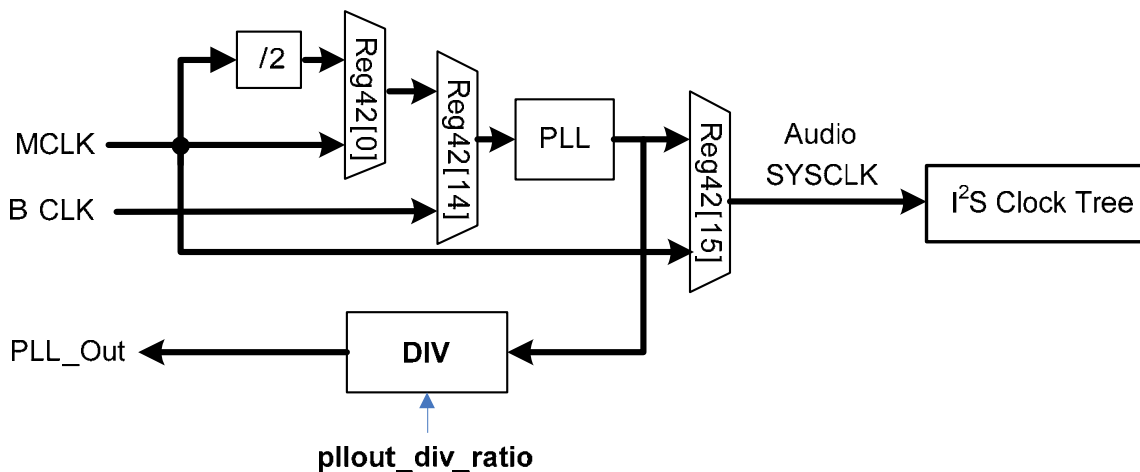 /2
Reg42[0]
Reg42[14]
PLL
Reg42[15]
MCLK
B CLK
Audio
SYSCLK
I²S Clock Tree
PLL_Out
DIV
pllout_div_ratio